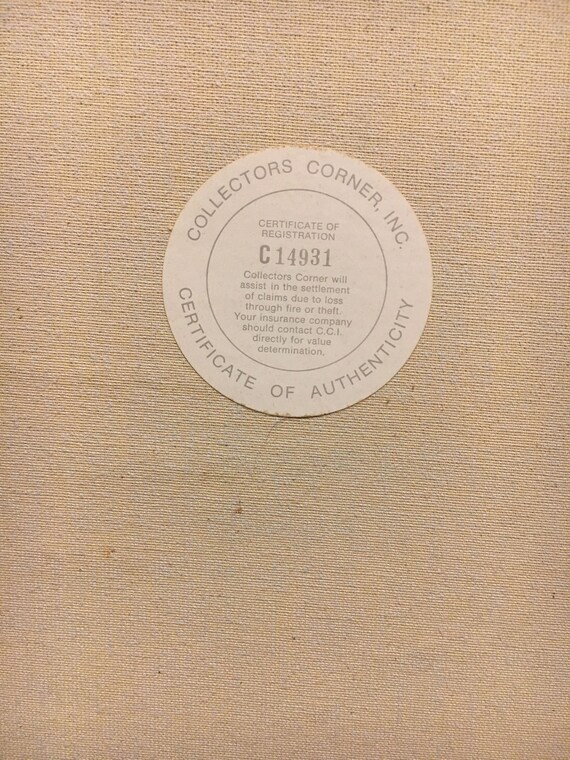 COLLECTORS CORNER, INC.
CERTIFICATE OF
REGISTRATION
C 14931
Collectors Corner will
assist in the settlement
of claims due to loss
through fire or theft.
Your insurance company
should contact C.C.I.
directly for value
determination.
CERTIFICATE OF AUTHENTICITY